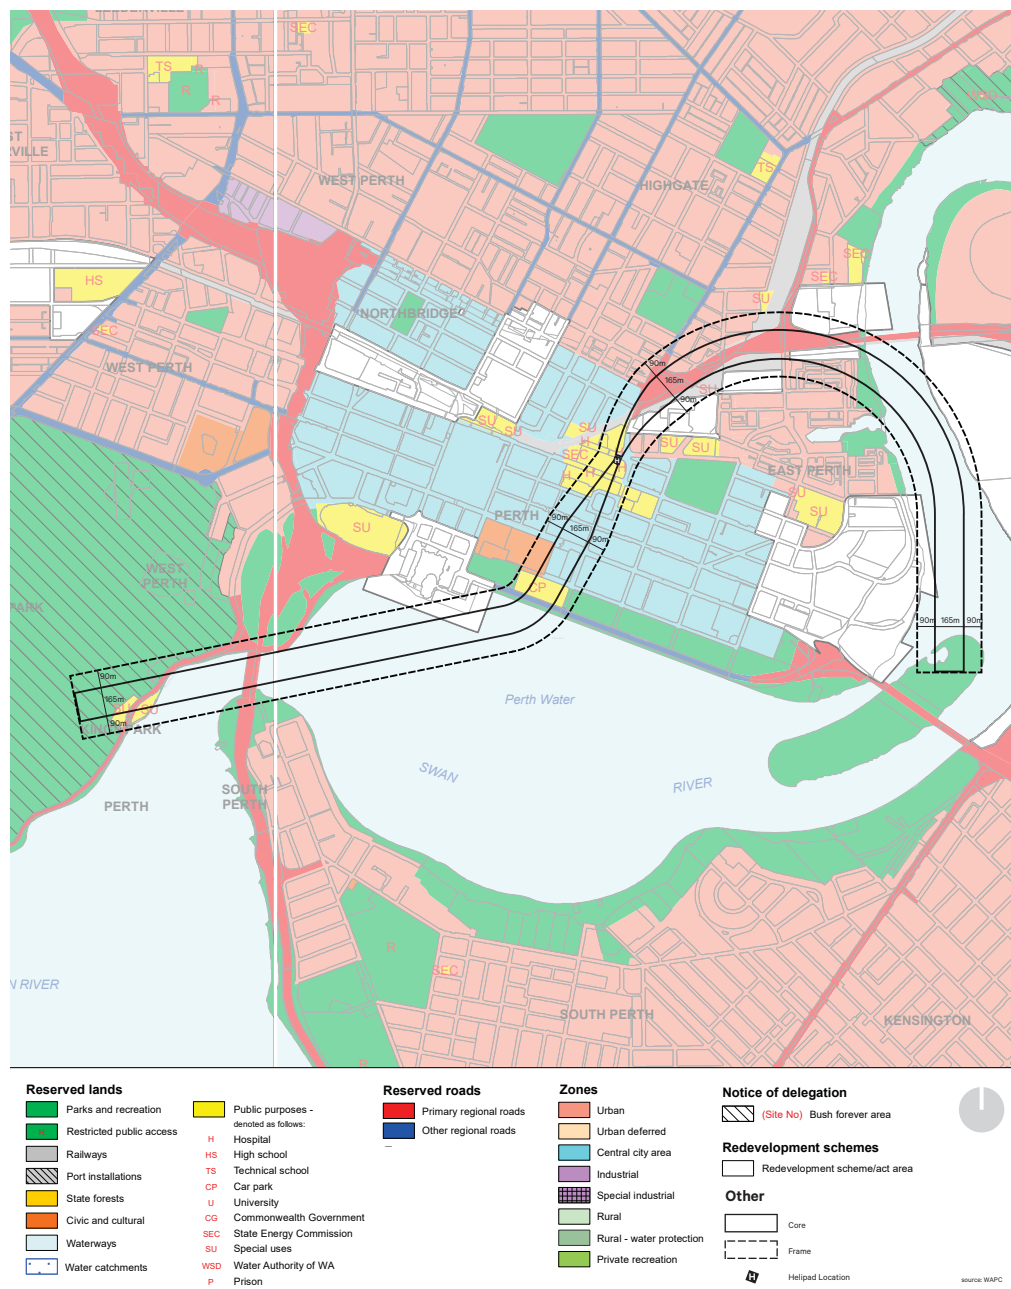 LEEDERVILLE
SEC
TS
R
R
R
WSD
ST
VILLE
WEST PERTH
HIGHGATE
TS
SEC
SEC
HS
SU
NORTHBRIDGE
SEC
WEST PERTH
90m
165m
90m
SU
SU
SU
SU
H
SEC
SU
SU
H
H
H
H
EAST PERTH
SU
SU
PERTH
SU
90m
165m
90m
WEST
PERTH
CP
PARK
90m
165m
90m
90m
165m
90m
SU
KINGS PARK
Perth Water
SWAN
RIVER
SOUTH
PERTH
PERTH
R
SEC
N RIVER
SOUTH PERTH
KENSINGTON
R
Reserved lands
Parks and recreation
Restricted public access
Railways
Port installations
State forests
Civic and cultural
Waterways
Water catchments
Public purposes -
denoted as follows:
H Hospital
HS High school
TS Technical school
CP Car park
U University
CG Commonwealth Government
SEC State Energy Commission
SU Special uses
WSD Water Authority of WA
P Prison
Reserved roads
Primary regional roads
Other regional roads
Zones
Urban
Urban deferred
Central city area
Industrial
Special industrial
Rural
Rural - water protection
Private recreation
Notice of delegation
(Site No) Bush forever area
Redevelopment schemes
Redevelopment scheme/act area
Other
Core
Frame
H Helipad Location
source: WAPC